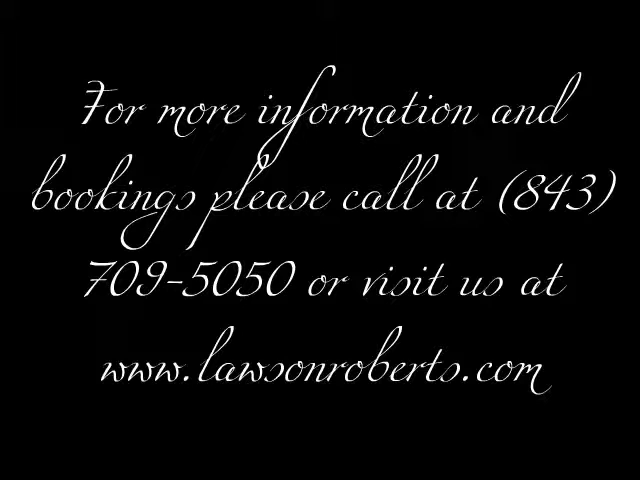 For more information and
bookings please call at (843)
709-5050 or visit us at
www.lawsonroberts.com